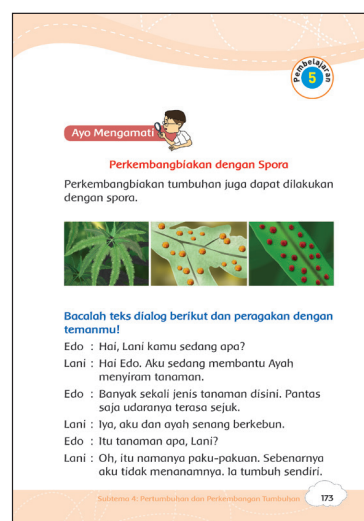 Pembelajaran
5
Ayo Mengamati
Perkembangbiakan dengan Spora
Perkembangbiakan tumbuhan juga dapat dilakukan
dengan spora.
Bacalah teks dialog berikut dan peragakan dengan
temanmu!
Edo : Hai, Lani kamu sedang apa?
Lani : Hai Edo. Aku sedang membantu Ayah
menyiram tanaman.
Edo : Banyak sekali jenis tanaman disini. Pantas
saja udaranya terasa sejuk.
Lani : Iya, aku dan ayah senang berkebun.
Edo : Itu tanaman apa, Lani?
Lani : Oh, itu namanya paku-pakuan. Sebenarnya
aku tidak menanamnya. Ia tumbuh sendiri.
Subtema 4: Pertumbuhan dan Perkembangan Tumbuhan 173